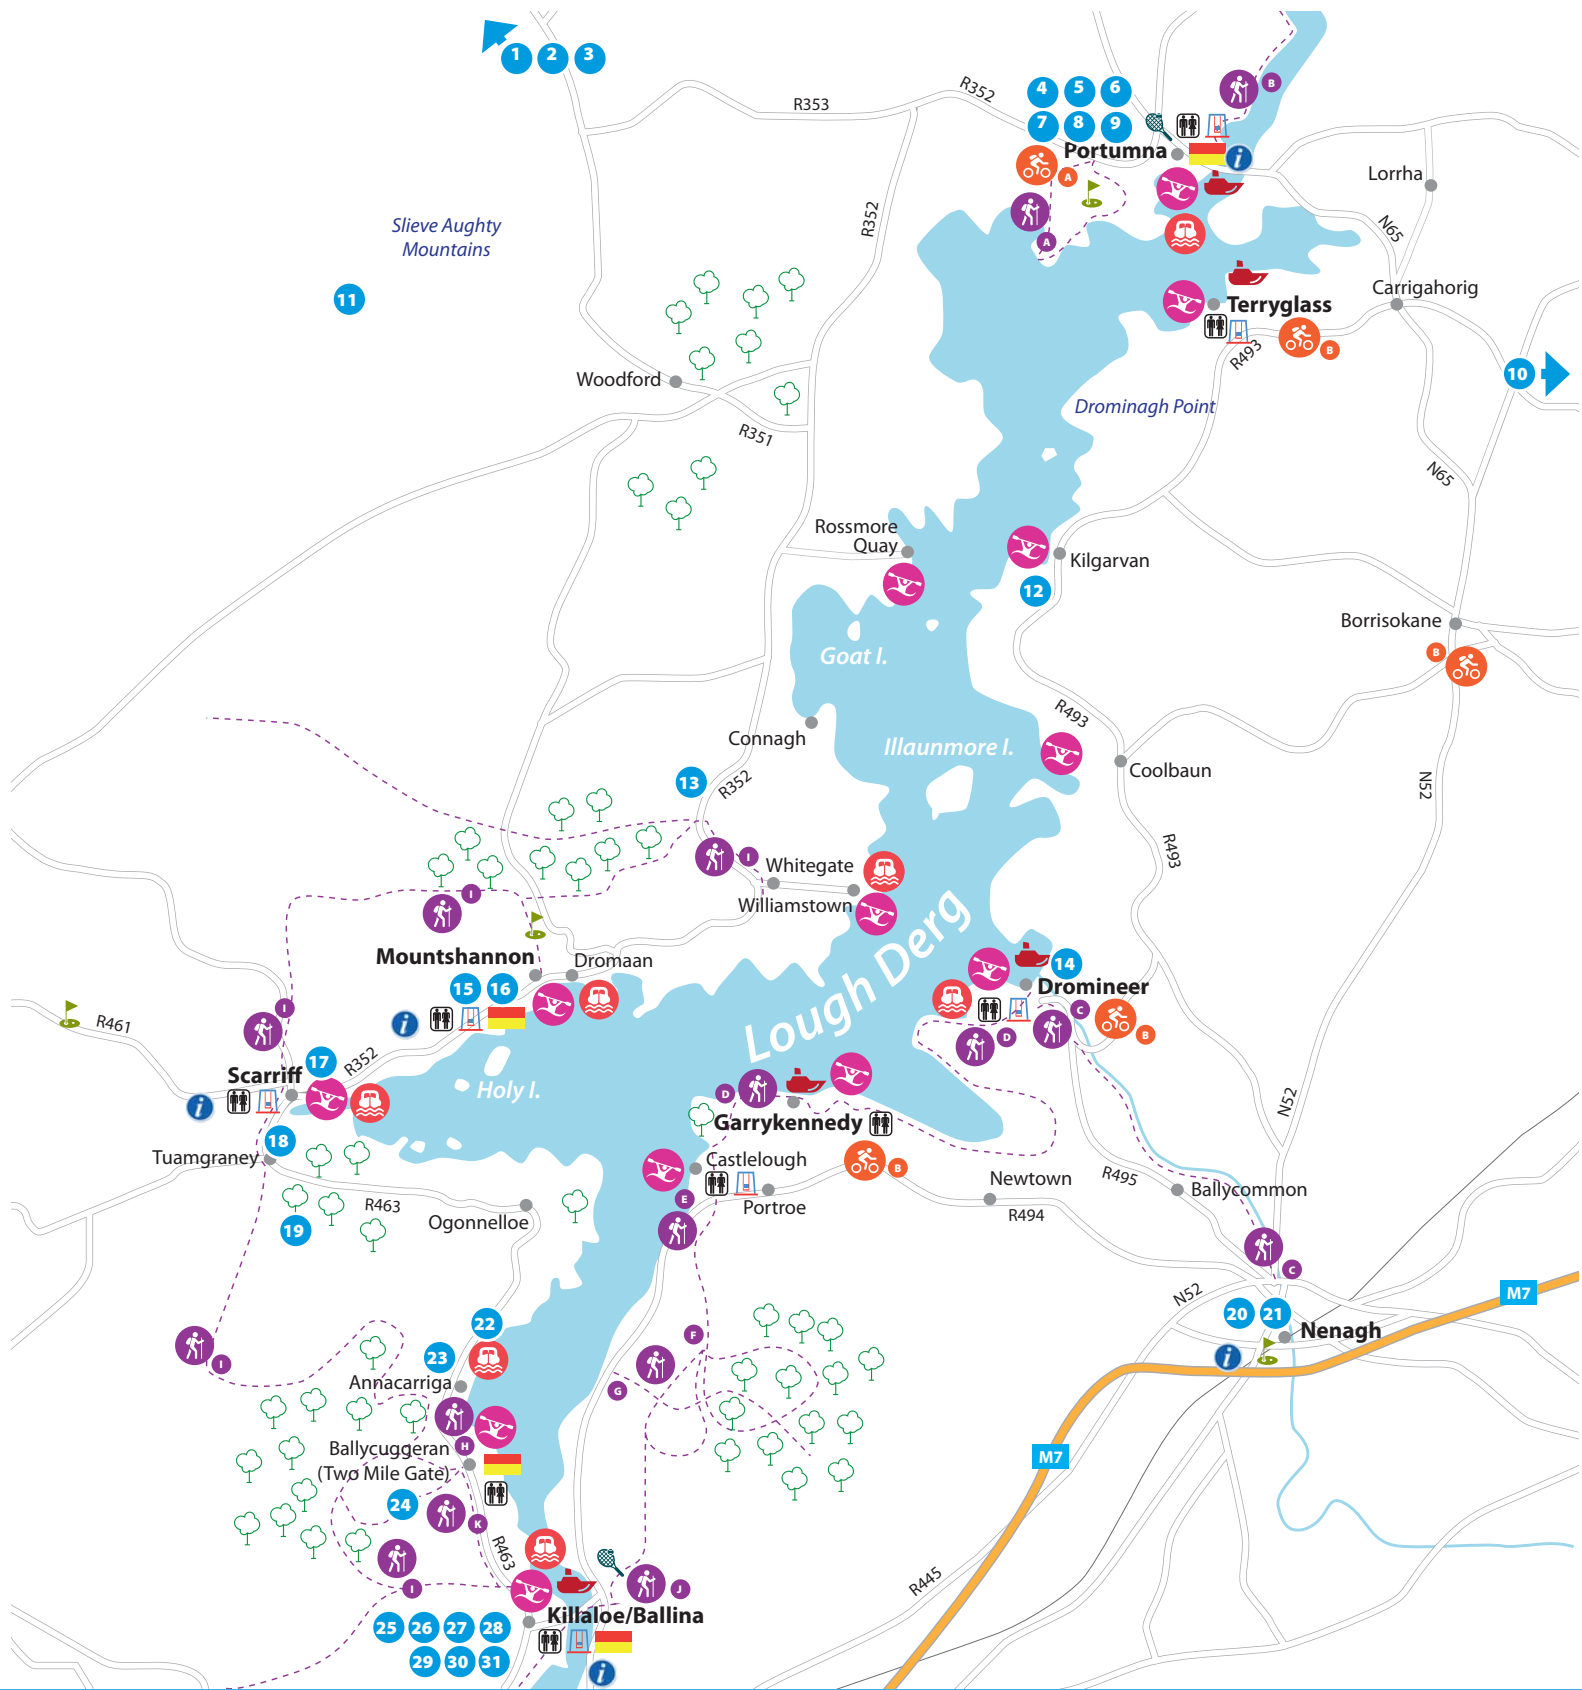 1 2 3
R353
R352
4 5 6
7 8 9
B
Portumna
i
A
A
Lorrha
N65
Slieve Aughty
Mountains
R352
11
Carrigahorig
Terryglass
B
R493
10
Woodford
Drominagh Point
R351
N65
Rossmore
Quay
Kilgarvan
12
Borrisokane
B
Goat I.
R493
Connagh
Illaunmore I.
Coolbaun
13
R352
N52
R493
I
Whitegate
Williamstown
I
Lough Derg
Mountshannon
Dromaan
14
Dromineer
15 16
i
C
B
D
I
R461
R352
17
Scarriff
i
Holy I.
D
Garrykennedy
N52
18
Tuamgraney
Castlelough
B
R495
Newtown
R494
Ballycommon
E
Portroe
R463
Ogonnelloe
19
C
N52
M7
20 21
Nenagh
i
22
23
F
I
G
Annacarriga
H
Ballycuggeran
(Two Mile Gate)
M7
24
K
R463
I
J
R445
Killaloe/Ballina
25 26 27 28
29 30 31
i